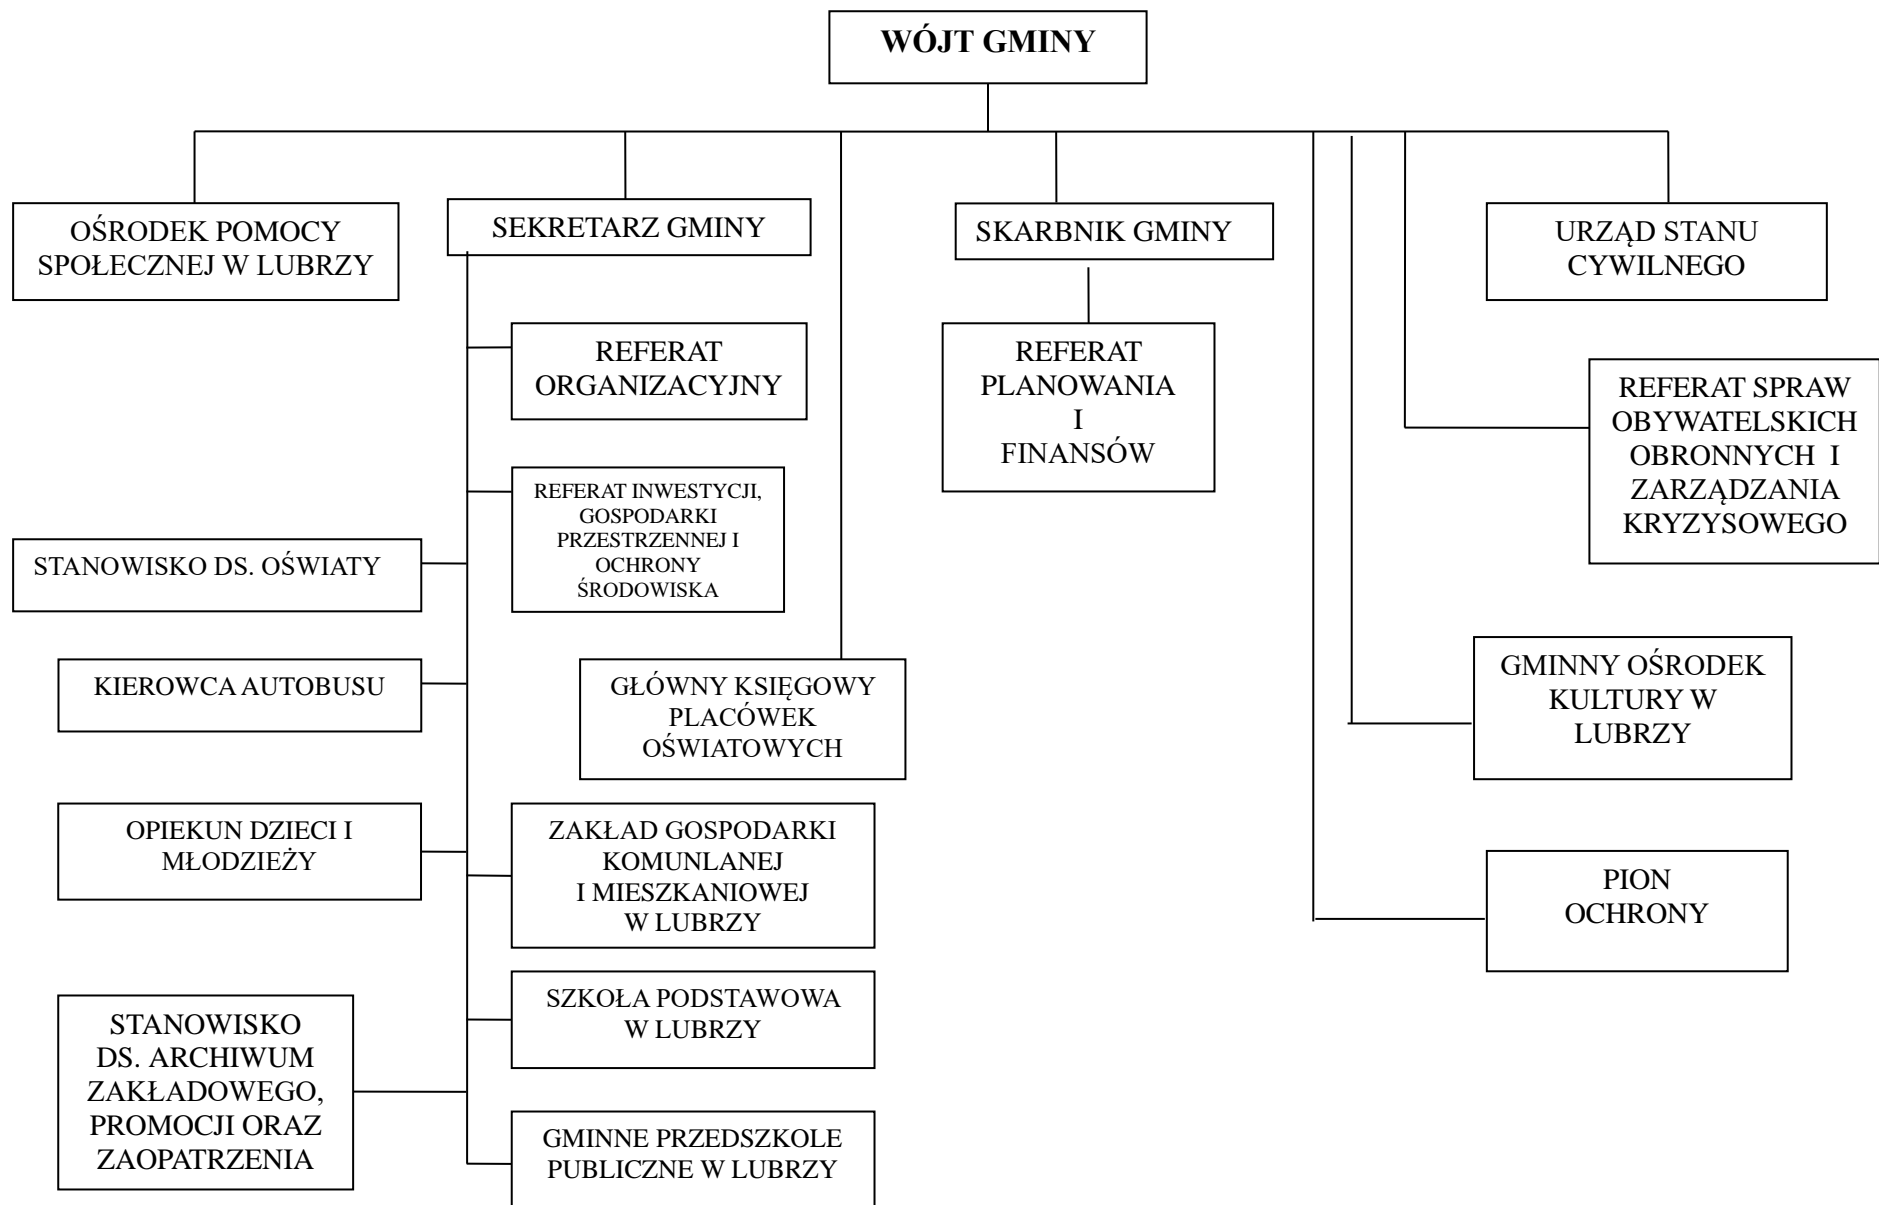 WÓJT GMINY
OŚRODEK POMOCY
SPOŁECZNEJ W LUBRZY
SEKRETARZ GMINY
SKARBNIK GMINY
URZĄD STANU
CYWILNEGO
REFERAT
ORGANIZACYJNY
REFERAT
PLANOWANIA
I
FINANSÓW
REFERAT SPRAW
OBYWATELSKICH
OBRONNYCH I
ZARZĄDZANIA
KRYZYSOWEGO
REFERAT INWESTYCJI,
GOSPODARKI
PRZESTRZENNEJ I
OCHRONY
ŚRODOWISKA
STANOWISKO DS. OŚWIATY
KIEROWCA AUTOBUSU
GŁÓWNY KSIĘGOWY
PLACÓWEK
OŚWIATOWYCH
GMINNY OŚRODEK
KULTURY W
LUBRZY
OPIEKUN DZIECI I
MŁODZIEŻY
ZAKŁAD GOSPODARKI
KOMUNLANEJ
I MIESZKANIOWEJ
W LUBRZY
PION
OCHRONY
SZKOŁA PODSTAWOWA
W LUBRZY
STANOWISKO
DS. ARCHIWUM
ZAKŁADOWEGO,
PROMOCJI ORAZ
ZAOPATRZENIA
GMINNE PRZEDSZKOLE
PUBLICZNE W LUBRZY